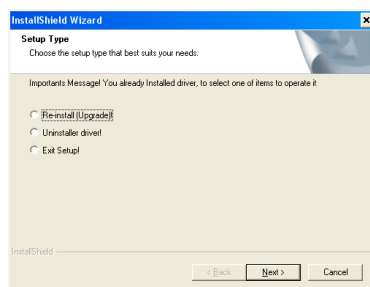 InstallShield Wizard
Setup Type
Choose the setup type that best suits your needs.
Importants Message! You already Installed driver, to select one of items to operate it
Re-install (Upgrade)!
Uninstaller driver!
Exit Setup!
InstallShield
< Back
Next >
Cancel